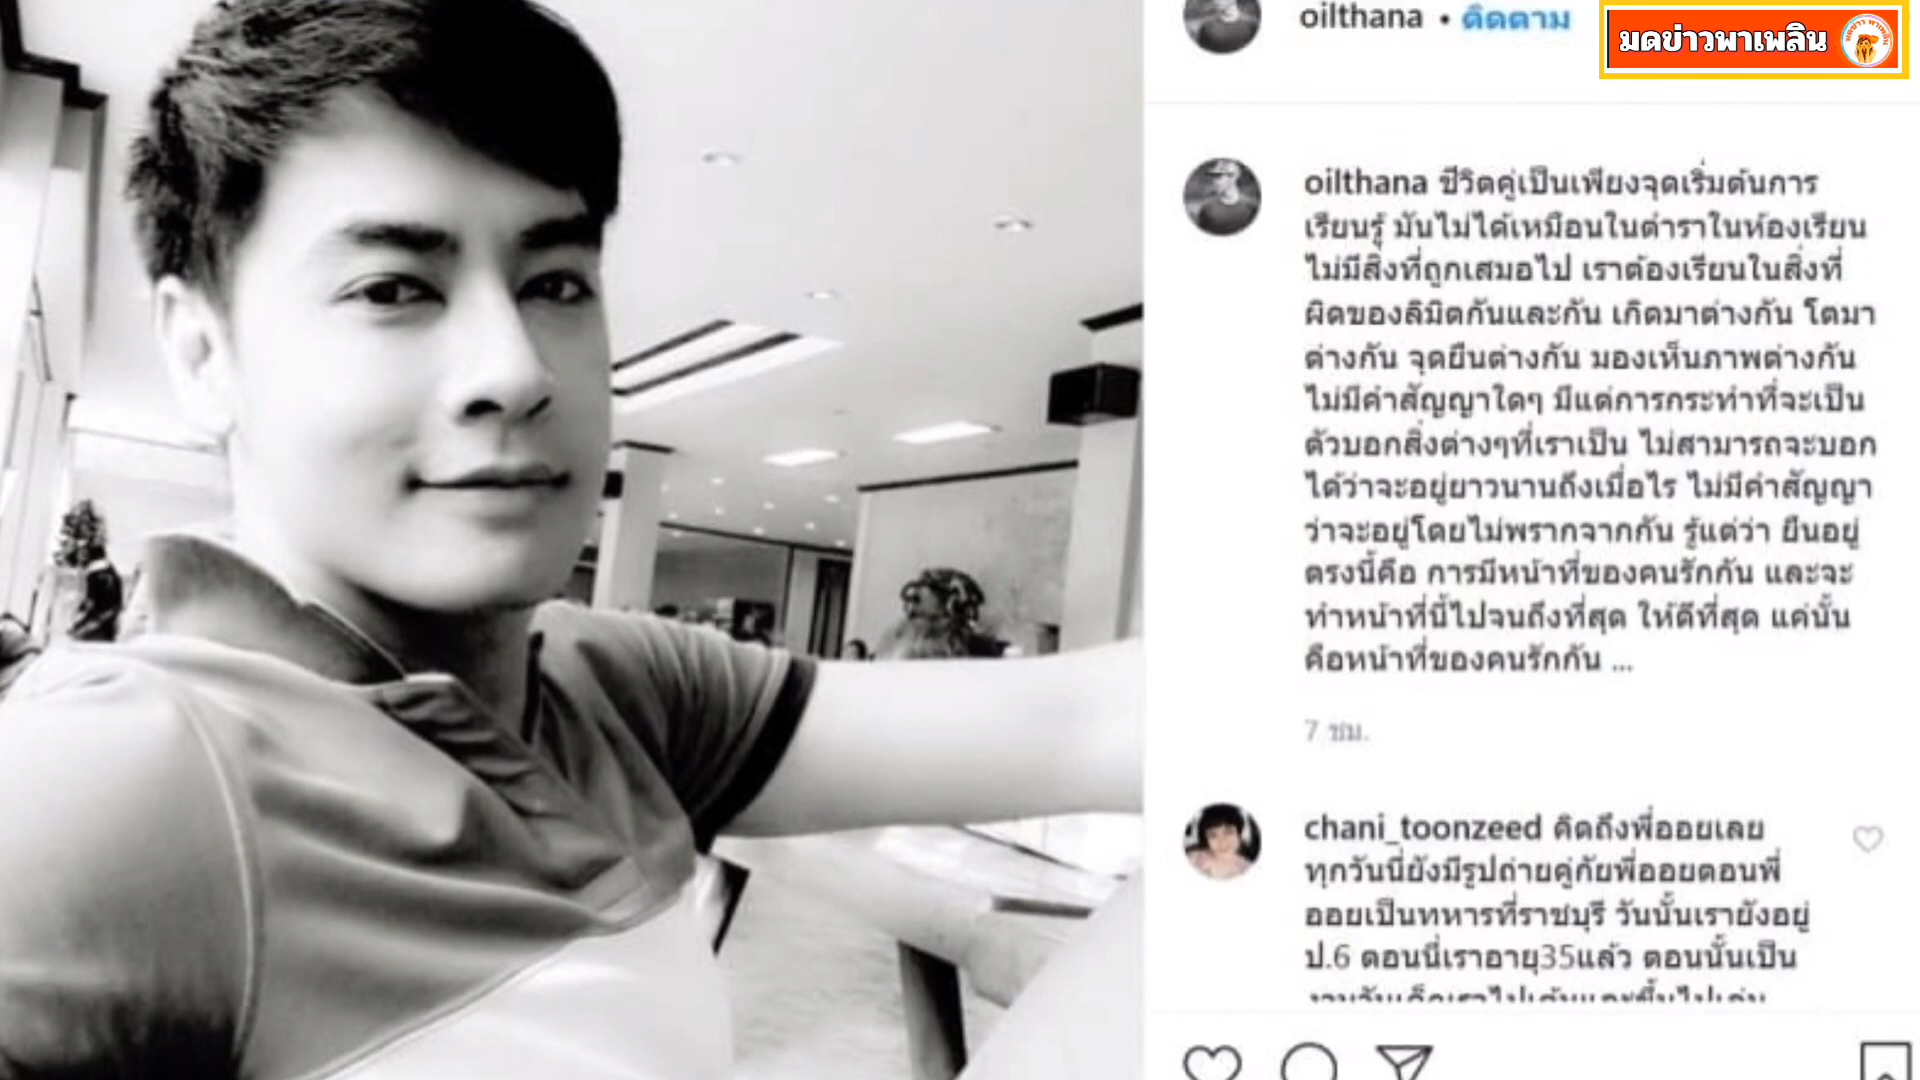 oilthana • ติดตาม
มดข่าวพาเพลิน
oilthana ชีวิตคู่เป็นเพียงจุดเริ่มต้นการ
เรียนรู้ มันไม่ได้เหมือนในตำราในห้องเรียน
ไม่มีสิ่งที่ถูกเสมอไป เราต้องเรียนในสิ่งที่
ผิดของลิมิตกันและกัน เกิดมาต่างกัน โตมา
ต่างกัน จุดยืนต่างกัน มองเห็นภาพต่างกัน
ไม่มีคำสัญญาใดๆ มีแต่การกระทำที่จะเป็น
ตัวบอกสิ่งต่างๆที่เราเป็น ไม่สามารถจะบอก
ได้ว่าจะอยู่ยาวนานถึงเมื่อไร ไม่มีคำสัญญา
ว่าจะอยู่โดยไม่พรากจากกัน รู้แต่ว่า ยืนอยู่
ตรงนี้คือ การมีหน้าที่ของคนรักกัน และจะ
ทำหน้าที่นี้ไปจนถึงที่สุด ให้ดีที่สุด แค่นั้น
คือหน้าที่ของคนรักกัน ...
7 ชม.
chani_toonzeed คิดถึงพี่ออยเลย
ทุกวันนี่ยังมีรูปถ่ายคู่กัยพี่ออยตอนพี่
ออยเป็นทหารที่ราชบุรี วันนั้นเรายังอยู่
ป.6 ตอนนี่เราอายุ35แล้ว ตอนนั้นเป็น